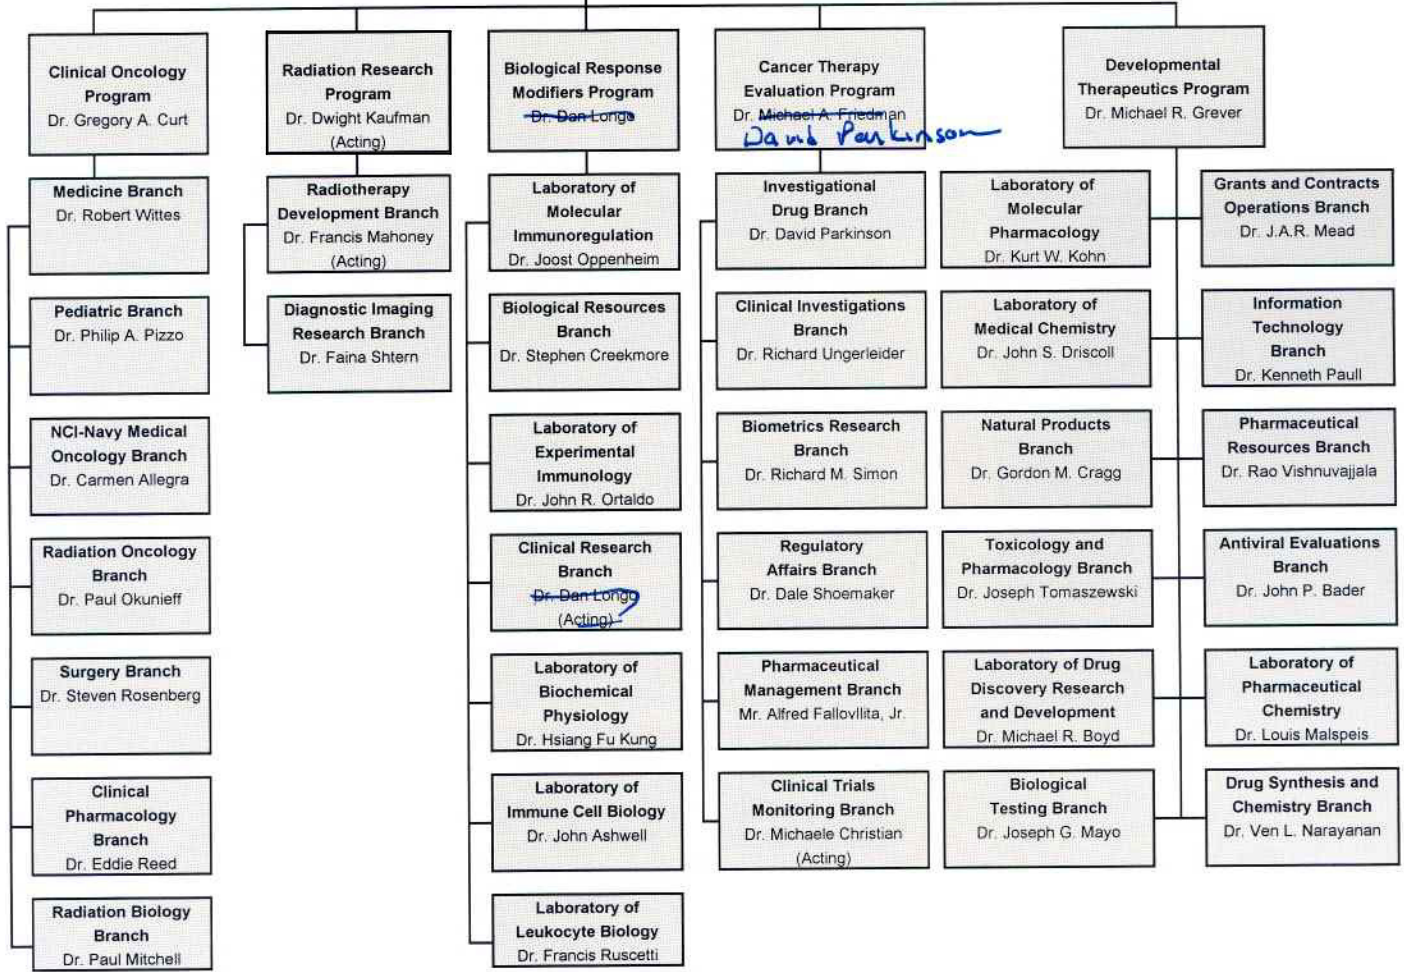 Clinical Oncology
Program
Dr. Gregory A. Curt
Medicine Branch
Dr. Robert Wittes
Pediatric Branch
Dr. Philip A. Pizzo
NCI-Navy Medical
Oncology Branch
Dr. Carmen Allegra
Radiation Oncology
Branch
Dr. Paul Okunieff
Surgery Branch
Dr. Steven Rosenberg
Clinical
Pharmacology
Branch
Dr. Eddie Reed
Radiation Biology
Branch
Dr. Paul Mitchell
Radiation Research
Program
Dr. Dwight Kaufman
(Acting)
Radiotherapy
Development Branch
Dr. Francis Mahoney
(Acting)
Diagnostic Imaging
Research Branch
Dr. Faina Shtern
Biological Response
Modifiers Program
Dr. Dan Longo
Laboratory of
Molecular
Immunoregulation
Dr. Joost Oppenheim
Biological Resources
Branch
Dr. Stephen Creekmore
Laboratory of
Experimental
Immunology
Dr. John R. Ortaldo
Clinical Research
Branch
Dr. Dan Longo
(Acting) ?
Laboratory of
Biochemical
Physiology
Dr. Hsiang Fu Kung
Laboratory of
Immune Cell Biology
Dr. John Ashwell
Laboratory of
Leukocyte Biology
Dr. Francis Ruscetti
Cancer Therapy
Evaluation Program
Dr. Michael A. Friedman
David Parkinson
Investigational
Drug Branch
Dr. David Parkinson
Clinical Investigations
Branch
Dr. Richard Ungerleider
Biometrics Research
Branch
Dr. Richard M. Simon
Regulatory
Affairs Branch
Dr. Dale Shoemaker
Pharmaceutical
Management Branch
Mr. Alfred Fallovllita, Jr.
Clinical Trials
Monitoring Branch
Dr. Michaele Christian
(Acting)
Developmental
Therapeutics Program
Dr. Michael R. Grever
Laboratory of
Molecular
Pharmacology
Dr. Kurt W. Kohn
Laboratory of
Medical Chemistry
Dr. John S. Driscoll
Natural Products
Branch
Dr. Gordon M. Cragg
Toxicology and
Pharmacology Branch
Dr. Joseph Tomaszewski
Laboratory of Drug
Discovery Research
and Development
Dr. Michael R. Boyd
Biological
Testing Branch
Dr. Joseph G. Mayo
Grants and Contracts
Operations Branch
Dr. J.A.R. Mead
Information
Technology
Branch
Dr. Kenneth Paull
Pharmaceutical
Resources Branch
Dr. Rao Vishnuvajjala
Antiviral Evaluations
Branch
Dr. John P. Bader
Laboratory of
Pharmaceutical
Chemistry
Dr. Louis Malspeis
Drug Synthesis and
Chemistry Branch
Dr. Ven L. Narayanan